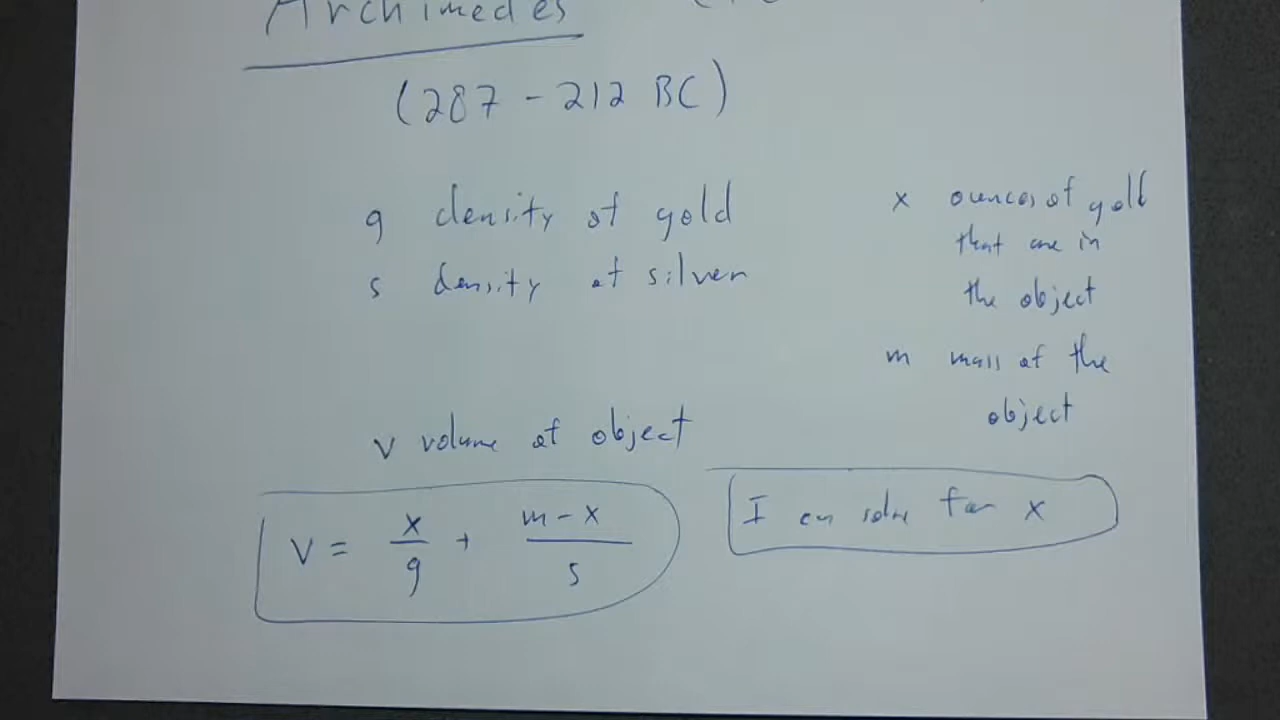 Archimedes
(287 - 212 BC)
g density of gold
s density of silver
x ounces of gold
that are in
the object
m mass of the
object
v volume of object
V = x/g + (m-x)/s
I can solve for x